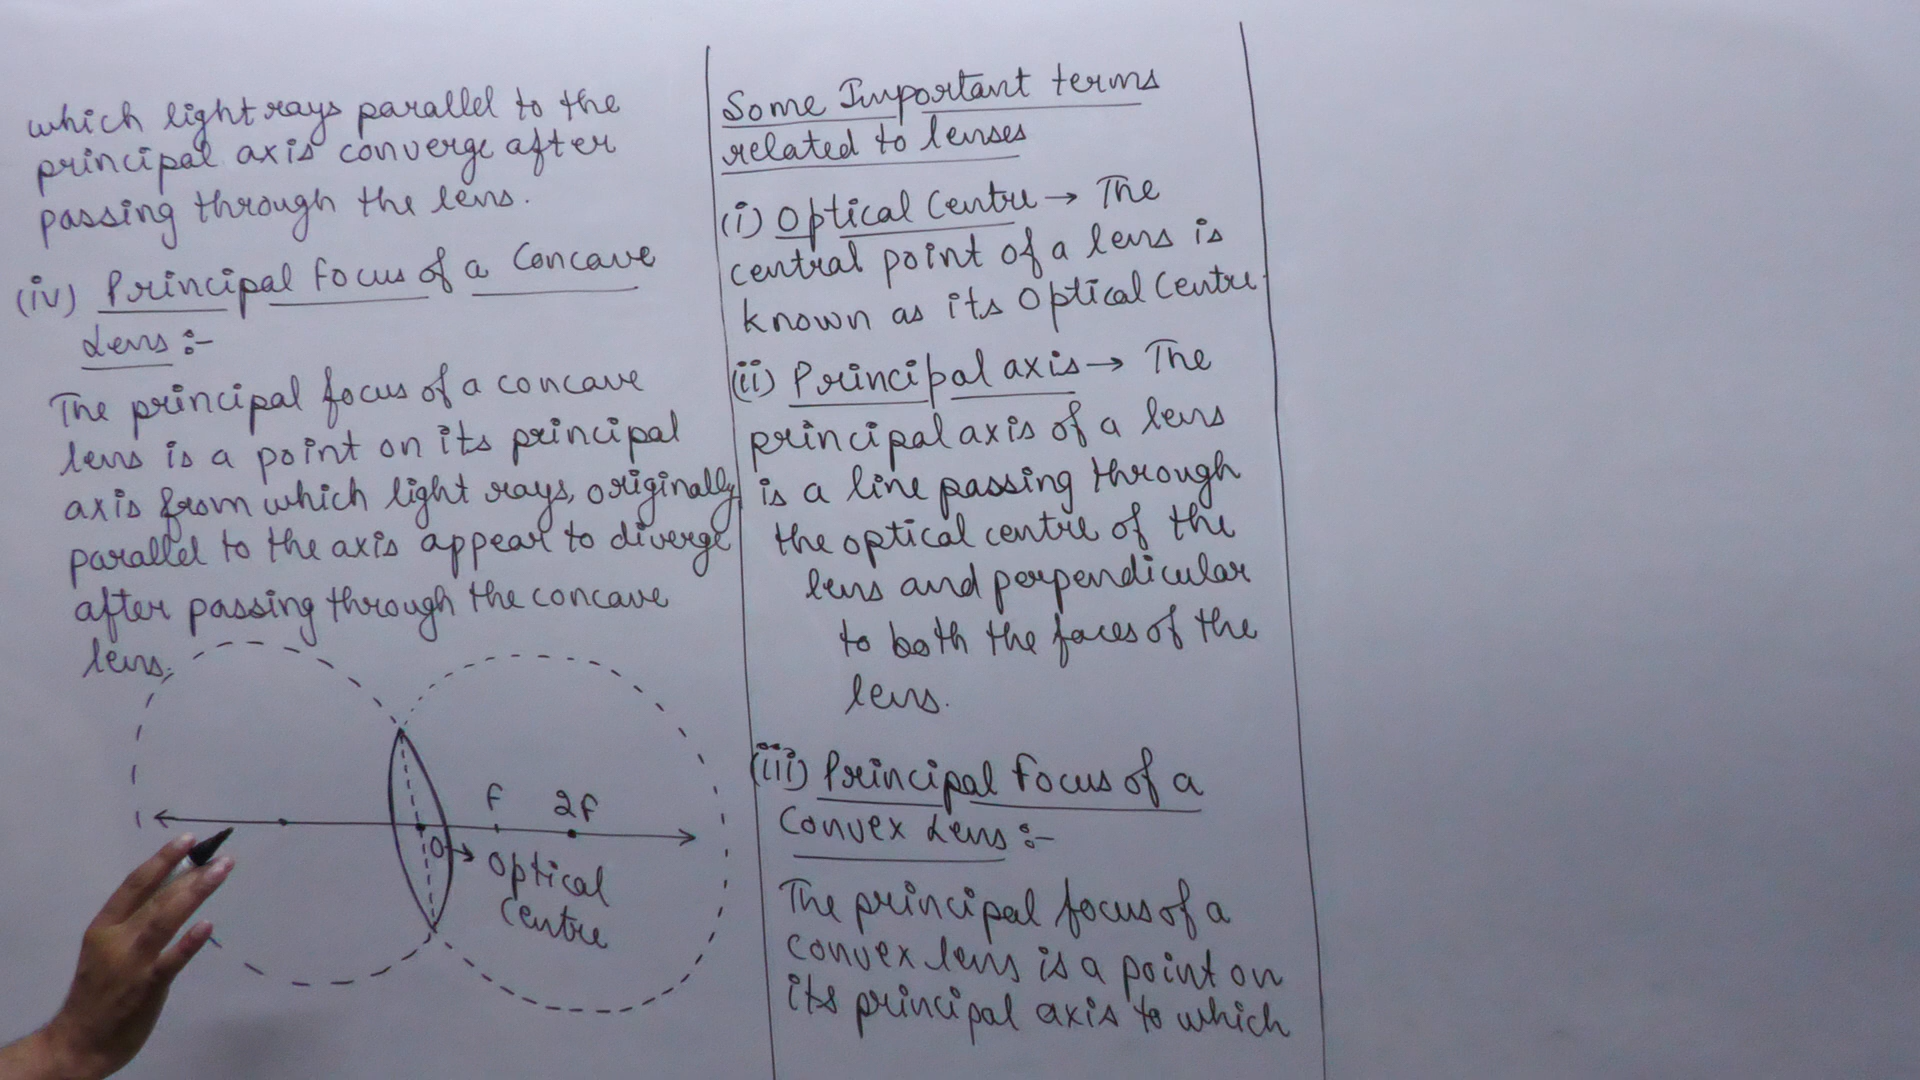 which light rays parallel to the
principal axis converge after
passing through the lens.
(iv) Principal Focus of a Concave
Lens :-
The principal focus of a concave
lens is a point on its principal
axis from which light rays, originally
parallel to the axis appear to diverge
after passing through the concave
lens.
F
2F
O → Optical
Centre
Some Important terms
related to lenses
(i) Optical Centre → The
central point of a lens is
known as its Optical Centre.
(ii) Principal axis → The
principal axis of a lens
is a line passing through
the optical centre of the
lens and perpendicular
to both the faces of the
lens.
(iii) Principal Focus of a
Convex Lens :-
The principal focus of a
convex lens is a point on
its principal axis to which